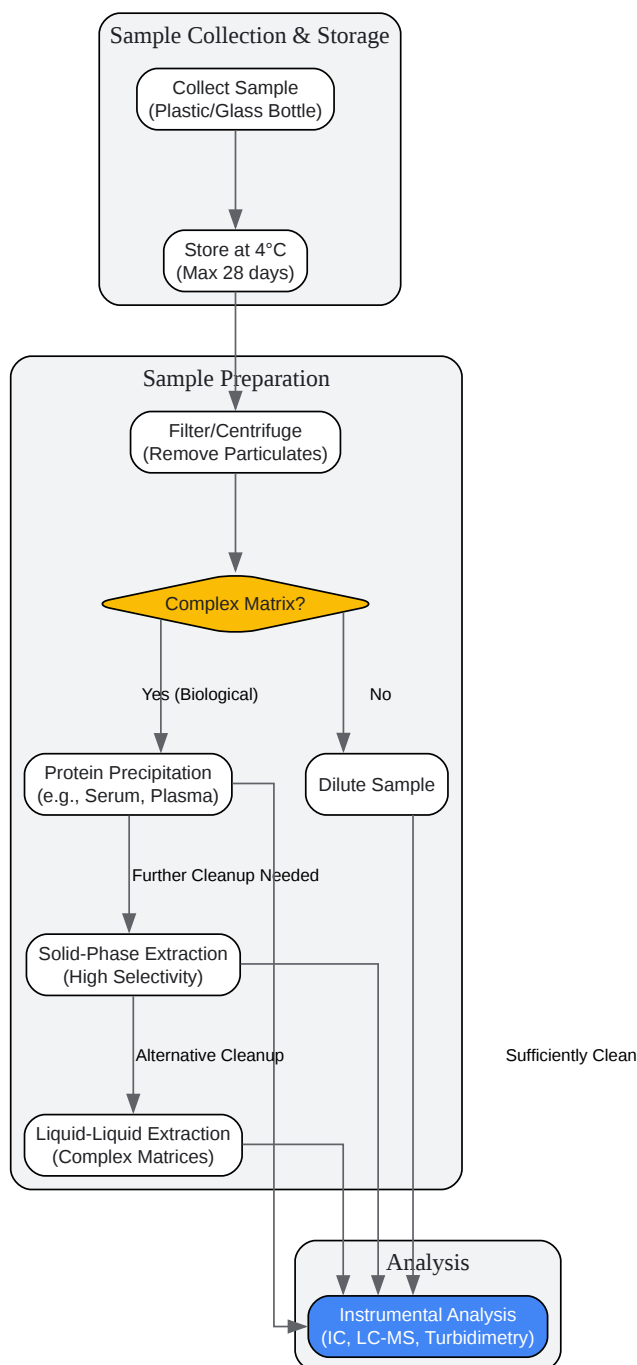 Sample Collection & Storage
Collect Sample
(Plastic/Glass Bottle)
Store at 4°C
(Max 28 days)
Sample Preparation
Filter/Centrifuge
(Remove Particulates)
Complex Matrix?
Yes (Biological)
No
Protein Precipitation
(e.g., Serum, Plasma)
Dilute Sample
Further Cleanup Needed
Solid-Phase Extraction
(High Selectivity)
Alternative Cleanup
Sufficiently Clean
Liquid-Liquid Extraction
(Complex Matrices)
Analysis
Instrumental Analysis
(IC, LC-MS, Turbidimetry)